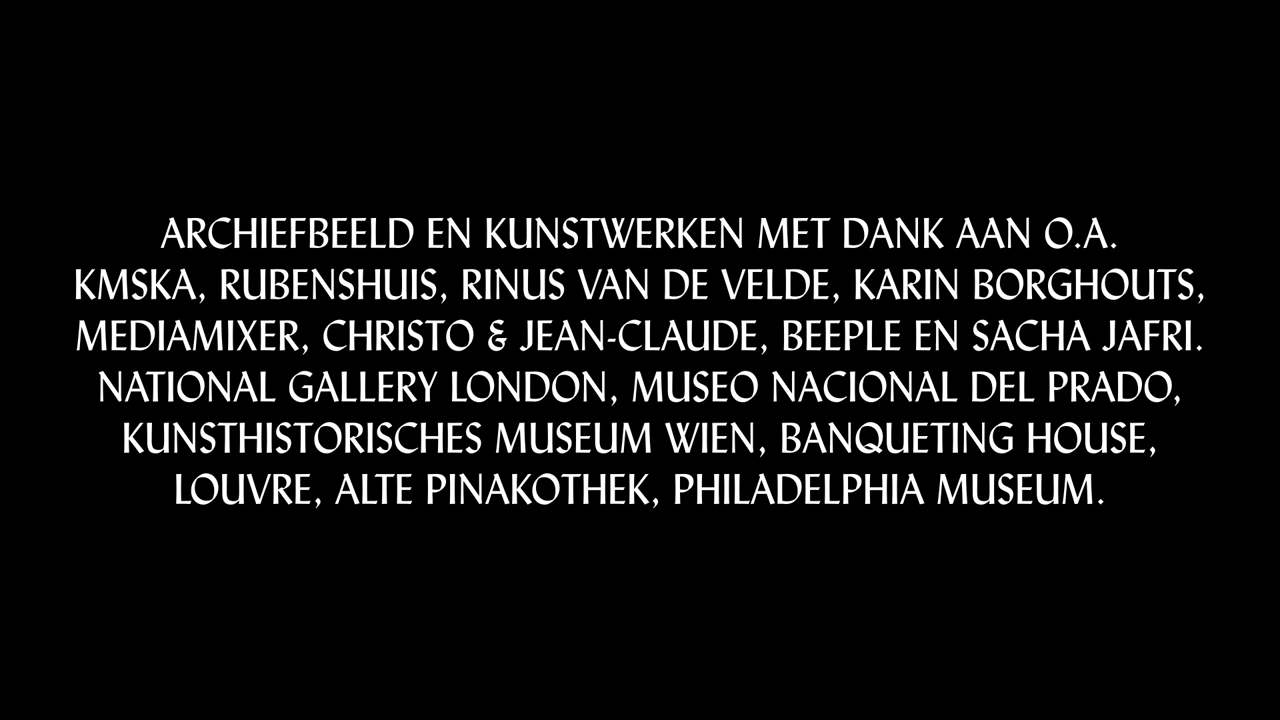 ARCHIEFBEELD EN KUNSTWERKEN MET DANK AAN O.A.
KMSKA, RUBENSHUIS, RINUS VAN DE VELDE, KARIN BORGHOUTS,
MEDIAMIXER, CHRISTO & JEAN-CLAUDE, BEEPLE EN SACHA JAFRI.
NATIONAL GALLERY LONDON, MUSEO NACIONAL DEL PRADO,
KUNSTHISTORISCHES MUSEUM WIEN, BANQUETING HOUSE,
LOUVRE, ALTE PINAKOTHEK, PHILADELPHIA MUSEUM.